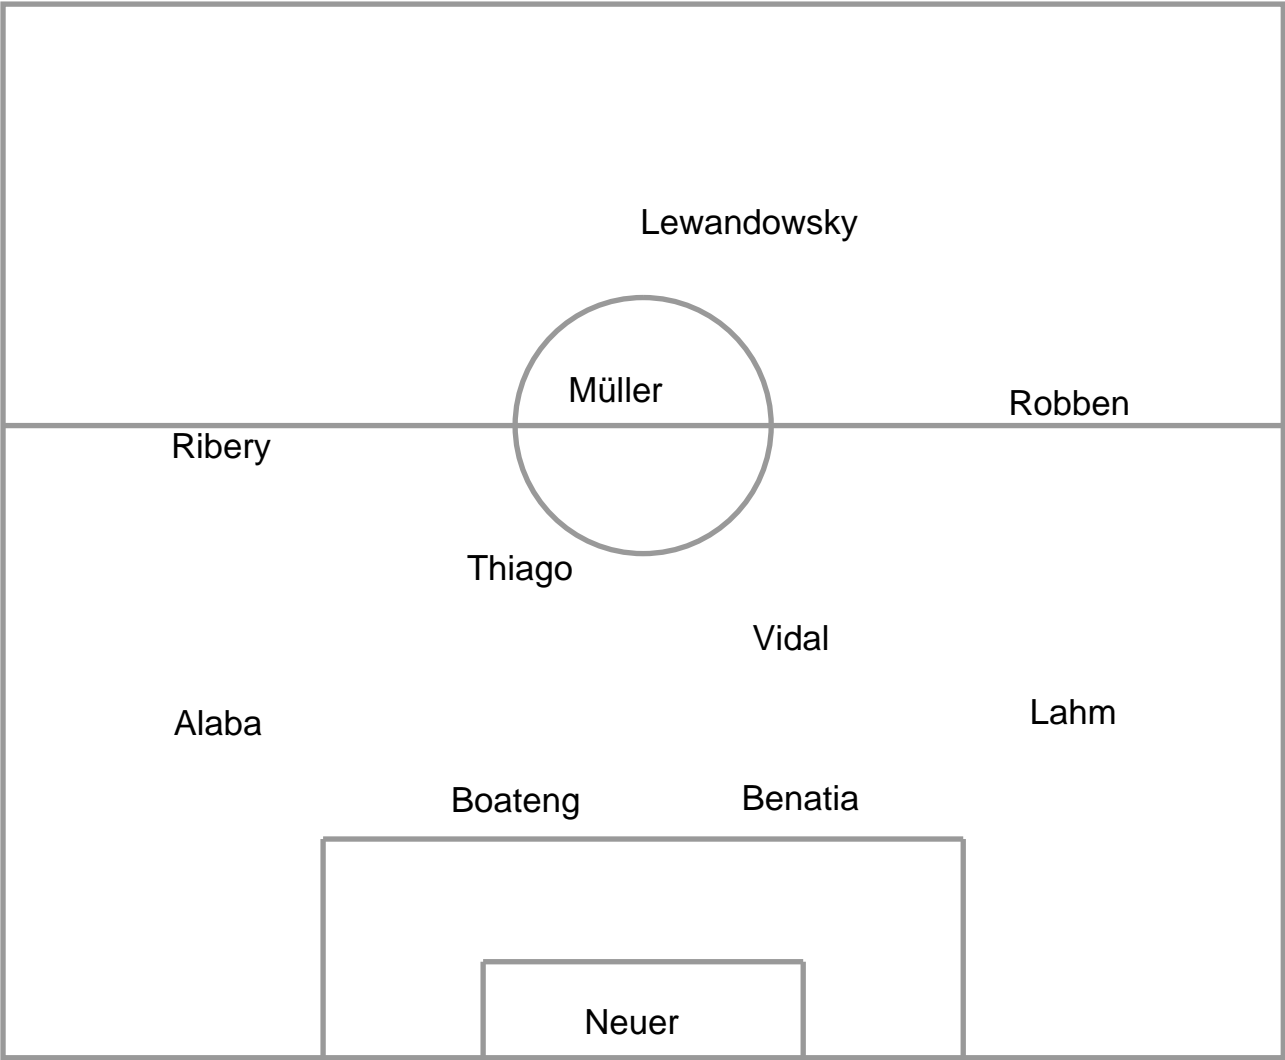 Lewandowsky
Müller
Robben
Ribery
Thiago
Vidal
Lahm
Alaba
Boateng
Benatia
Neuer